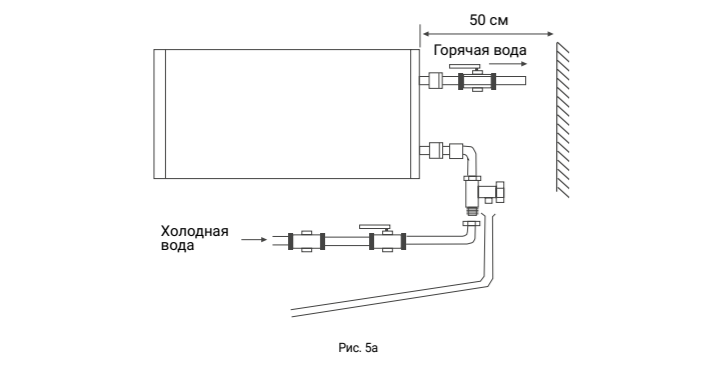 50 см
Горячая вода
Холодная
вода
Рис. 5а